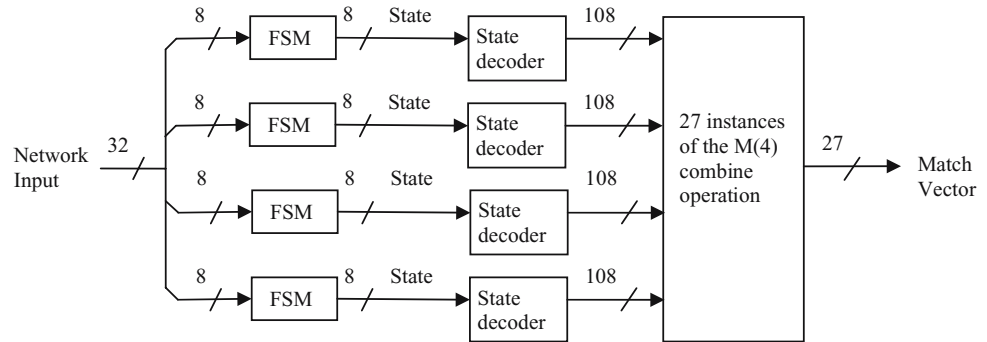 8
FSM
8
State
State
decoder
108
8
FSM
8
State
State
decoder
108
Network
Input
32
27 instances
of the M(4)
combine
operation
27
Match
Vector
8
FSM
8
State
State
decoder
108
8
FSM
8
State
State
decoder
108